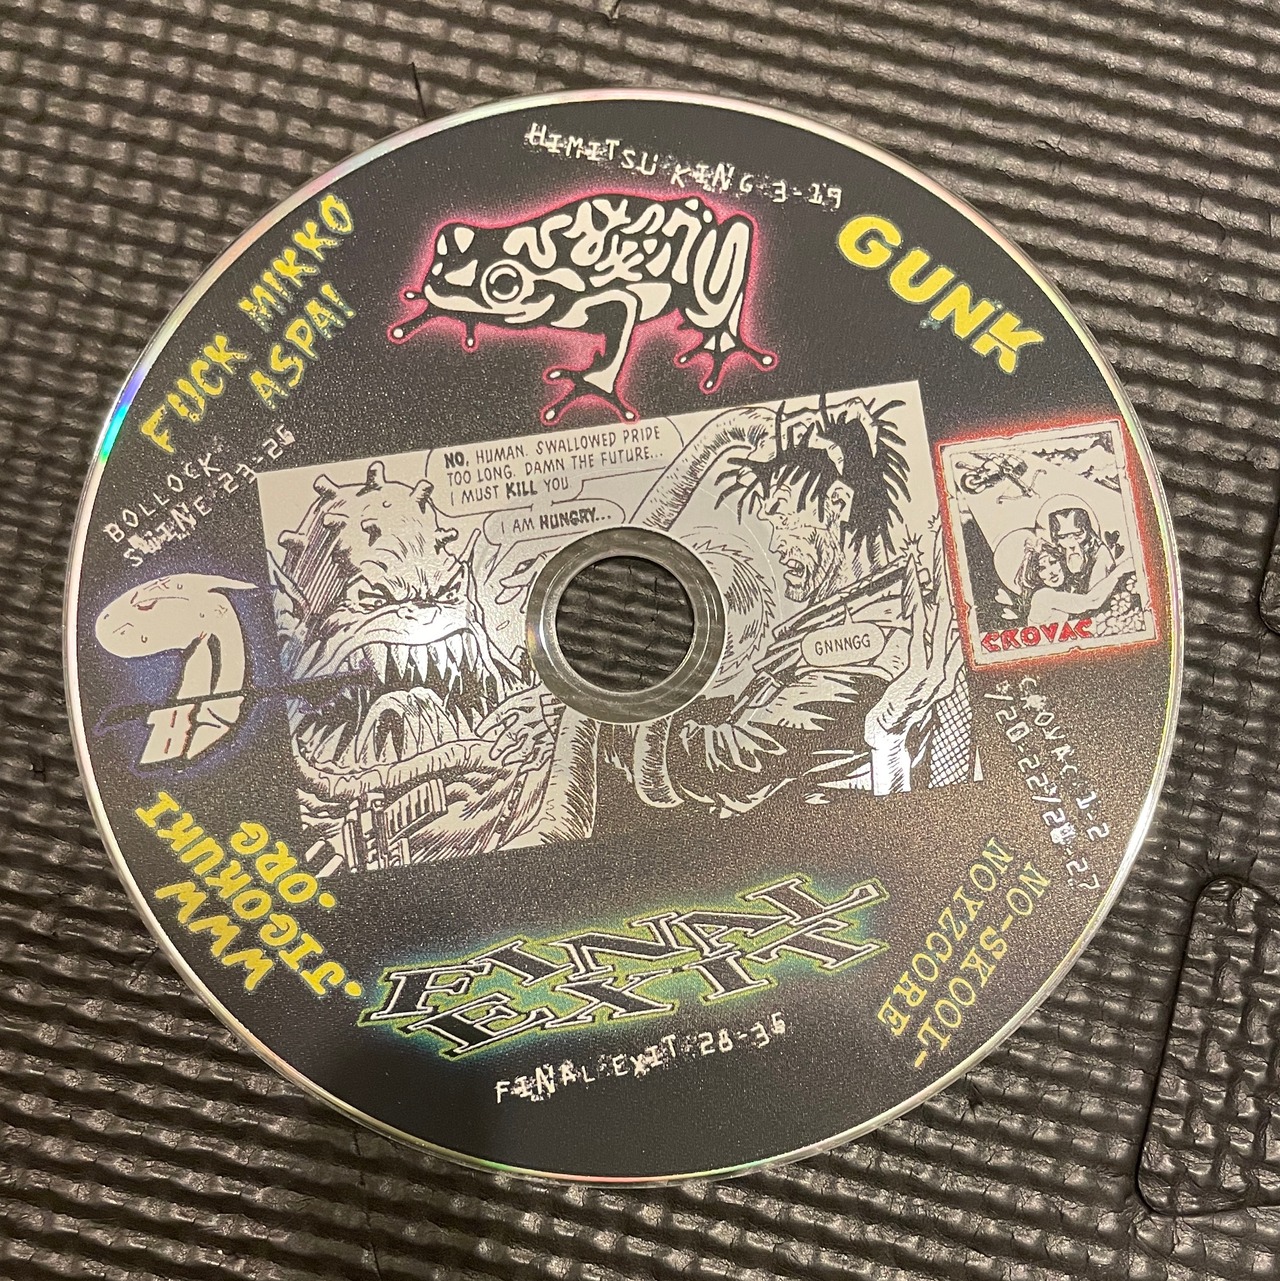 HIMITSU KING 3-19
GUNK
FUCK MIKKO
ASPA!
BOLLOCK
SWINE 23-26
NO, HUMAN. SWALLOWED PRIDE
TOO LONG. DAMN THE FUTURE...
I MUST KILL YOU
I AM HUNGRY...
GNNNGG
CROVAC
CROVAC 1-2
WWW
.JIGOKUKI
.ORG
NO-SKOOL-
NOYZCORE
FINAL
EXIT
FINAL EXIT 28-36